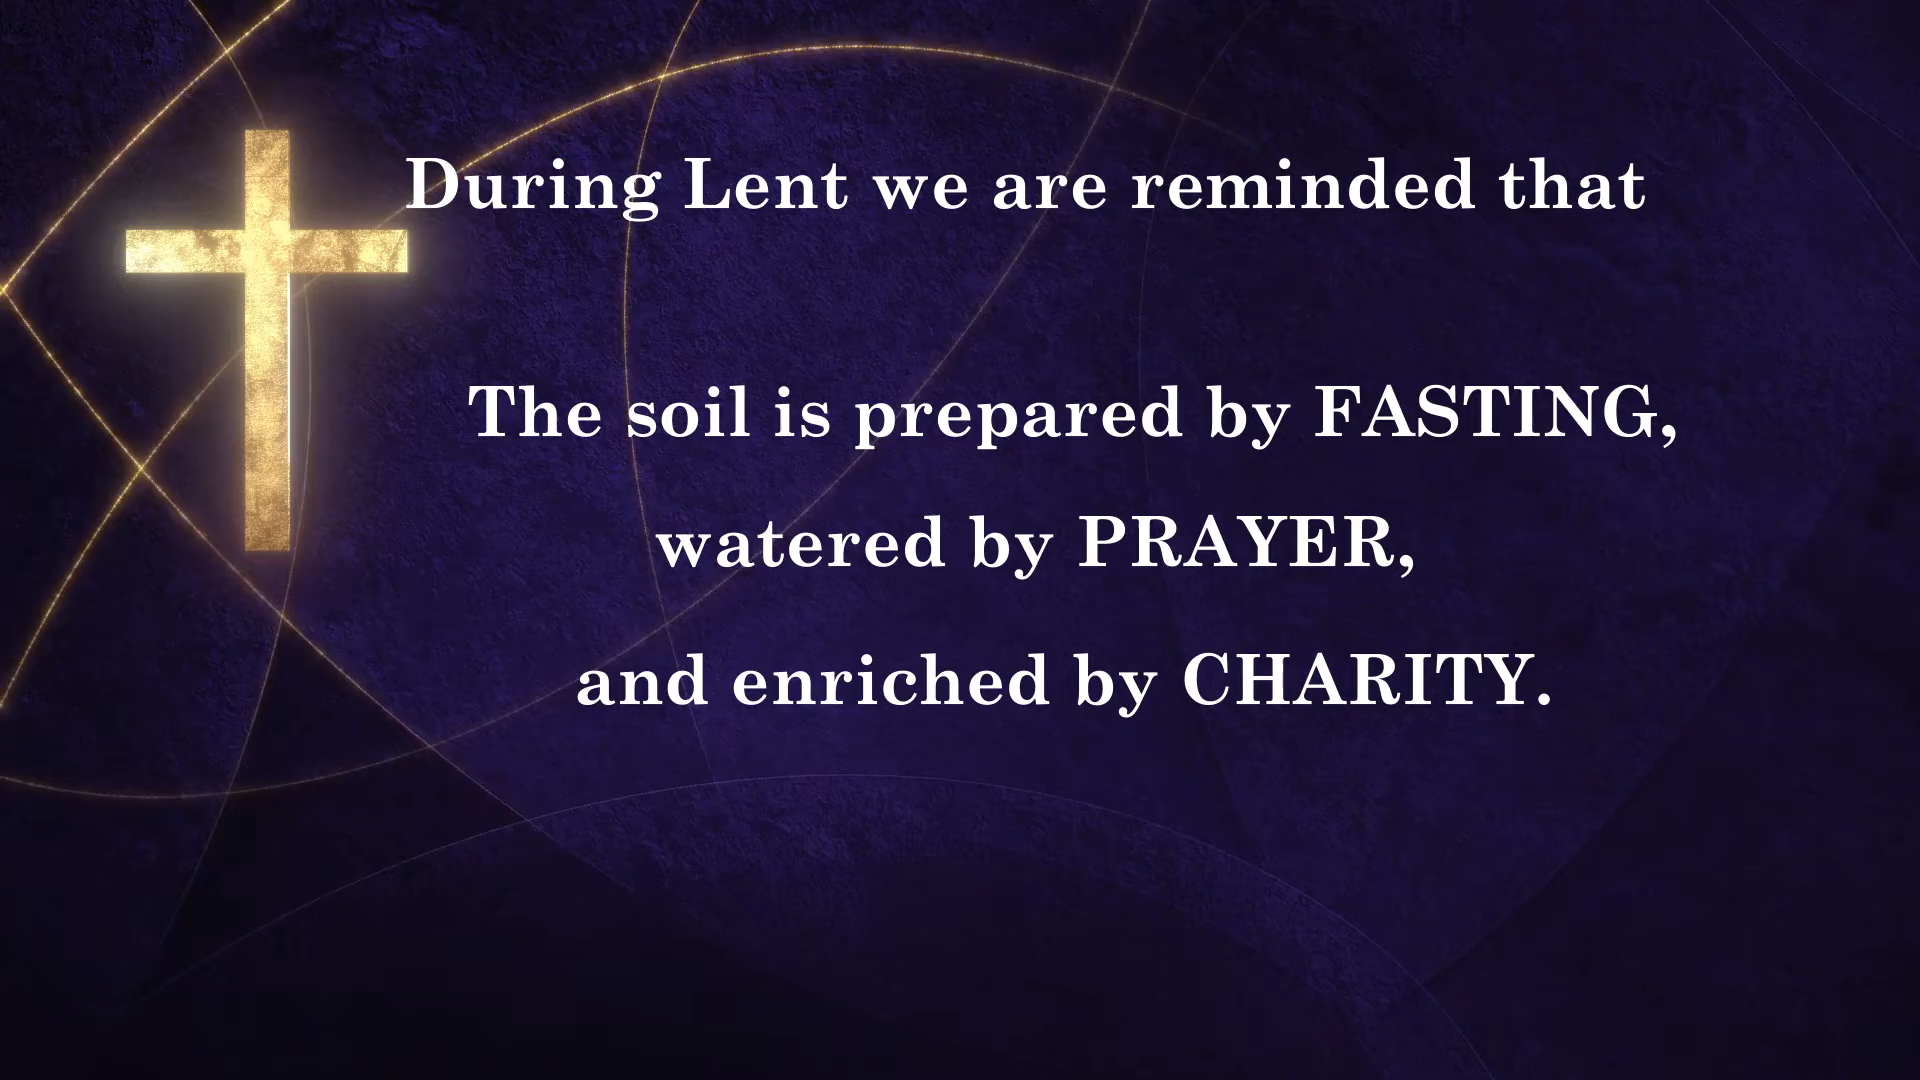 During Lent we are reminded that
The soil is prepared by FASTING,
watered by PRAYER,
and enriched by CHARITY.